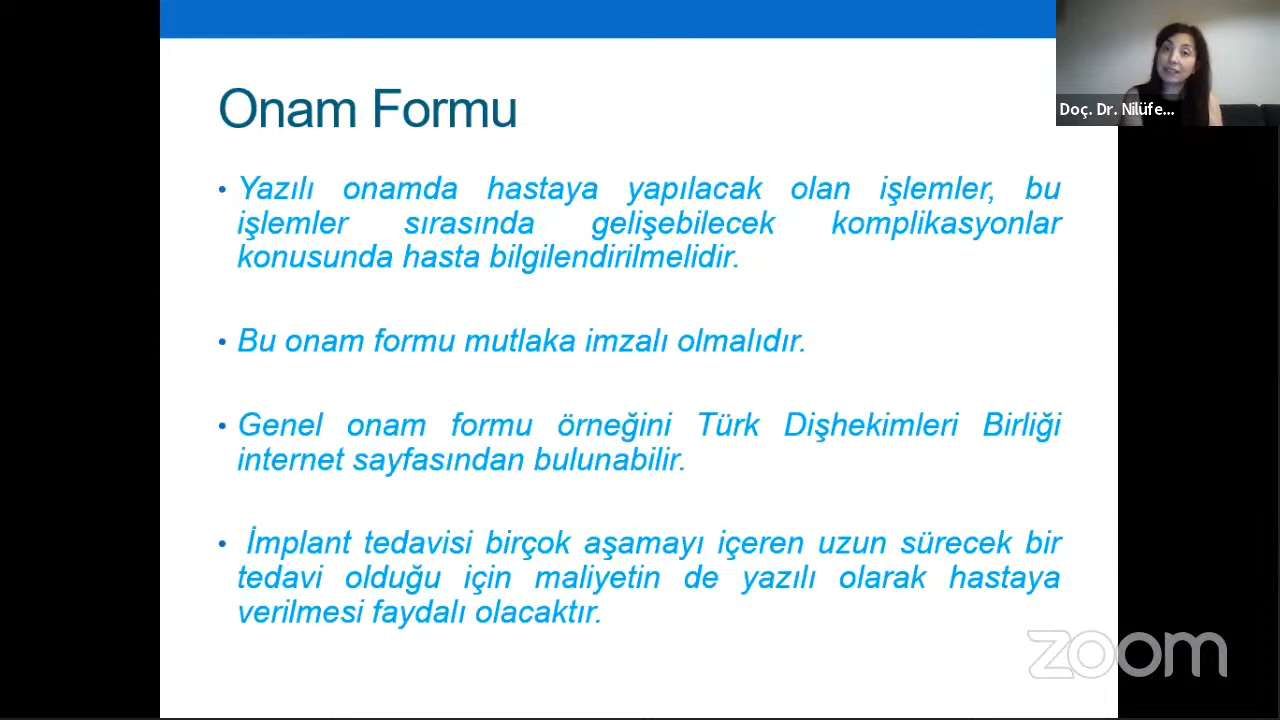 Onam Formu
• Yazılı onamda hastaya yapılacak olan işlemler, bu
işlemler sırasında gelişebilecek komplikasyonlar
konusunda hasta bilgilendirilmelidir.
• Bu onam formu mutlaka imzalı olmalıdır.
• Genel onam formu örneğini Türk Dişhekimleri Birliği
internet sayfasından bulunabilir.
• İmplant tedavisi birçok aşamayı içeren uzun sürecek bir
tedavi olduğu için maliyetin de yazılı olarak hastaya
verilmesi faydalı olacaktır.
Doç. Dr. Nilüfe...
zoom